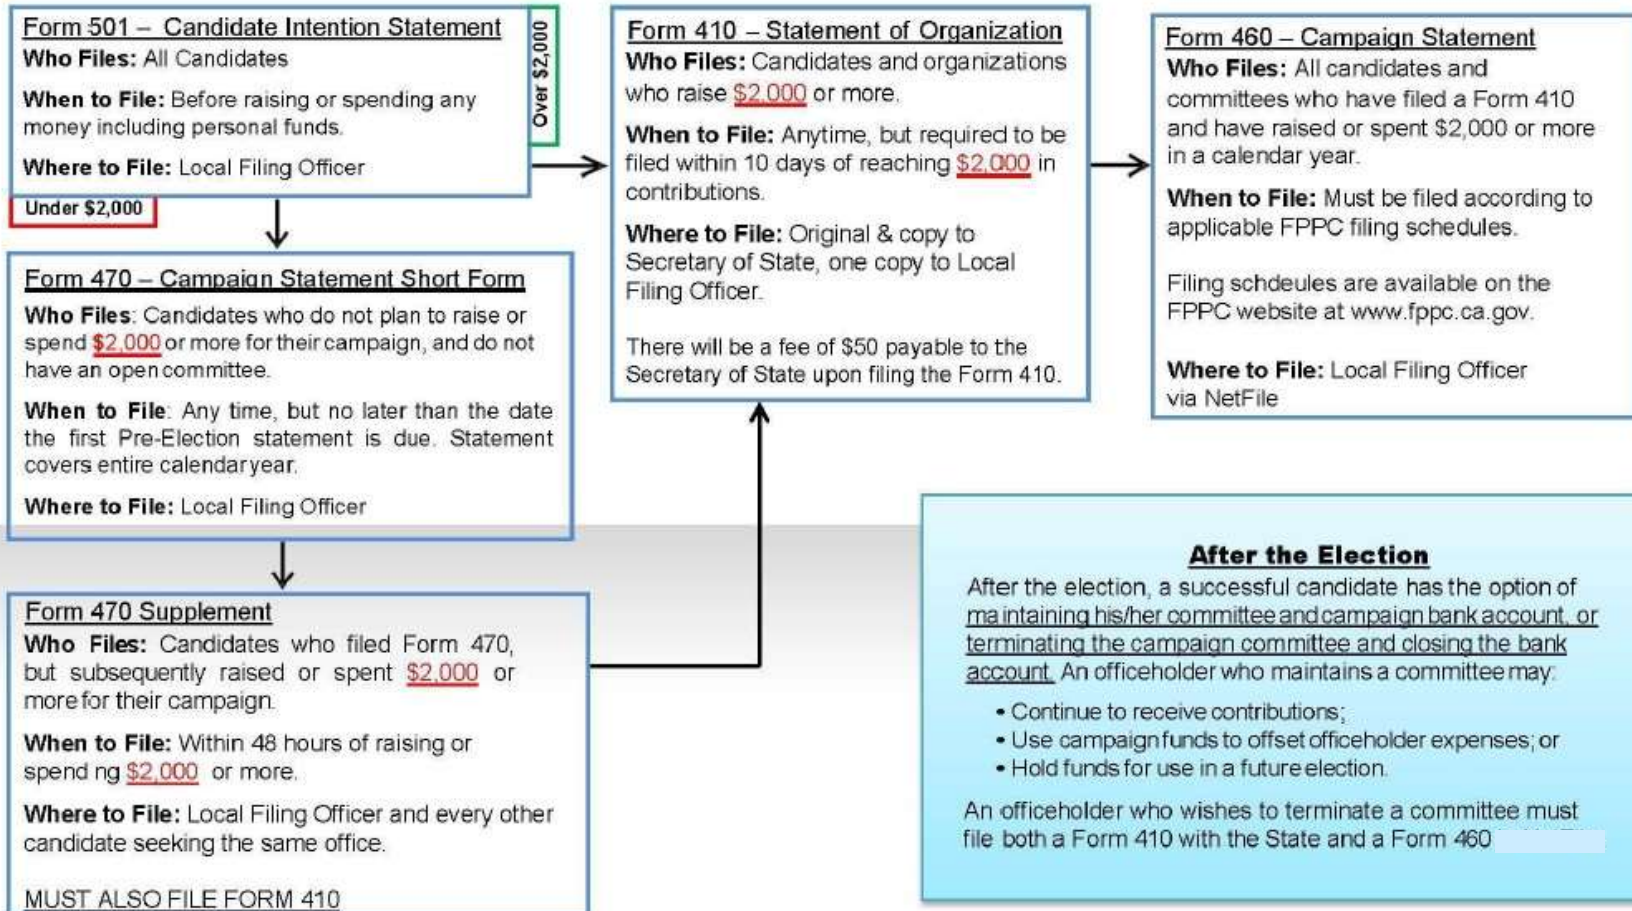 Form 501 – Candidate Intention Statement
Who Files: All Candidates
When to File: Before raising or spending any
money including personal funds.
Where to File: Local Filing Officer
Over $2,000
Under $2,000
Form 470 – Campaign Statement Short Form
Who Files: Candidates who do not plan to raise or
spend $2,000 or more for their campaign, and do not
have an open committee.
When to File: Any time, but no later than the date
the first Pre-Election statement is due. Statement
covers entire calendar year.
Where to File: Local Filing Officer
Form 470 Supplement
Who Files: Candidates who filed Form 470,
but subsequently raised or spent $2,000 or
more for their campaign.
When to File: Within 48 hours of raising or
spend ng $2,000 or more.
Where to File: Local Filing Officer and every other
candidate seeking the same office.
MUST ALSO FILE FORM 410
Form 410 – Statement of Organization
Who Files: Candidates and organizations
who raise $2,000 or more.
When to File: Anytime, but required to be
filed within 10 days of reaching $2,000 in
contributions.
Where to File: Original & copy to
Secretary of State, one copy to Local
Filing Officer.
There will be a fee of $50 payable to the
Secretary of State upon filing the Form 410.
Form 460 – Campaign Statement
Who Files: All candidates and
committees who have filed a Form 410
and have raised or spent $2,000 or more
in a calendar year.
When to File: Must be filed according to
applicable FPPC filing schedules.
Filing schdeules are available on the
FPPC website at www.fppc.ca.gov.
Where to File: Local Filing Officer
via NetFile
After the Election
After the election, a successful candidate has the option of
maintaining his/her committee and campaign bank account, or
terminating the campaign committee and closing the bank
account. An officeholder who maintains a committee may:
• Continue to receive contributions;
• Use campaign funds to offset officeholder expenses; or
• Hold funds for use in a future election.
An officeholder who wishes to terminate a committee must
file both a Form 410 with the State and a Form 460